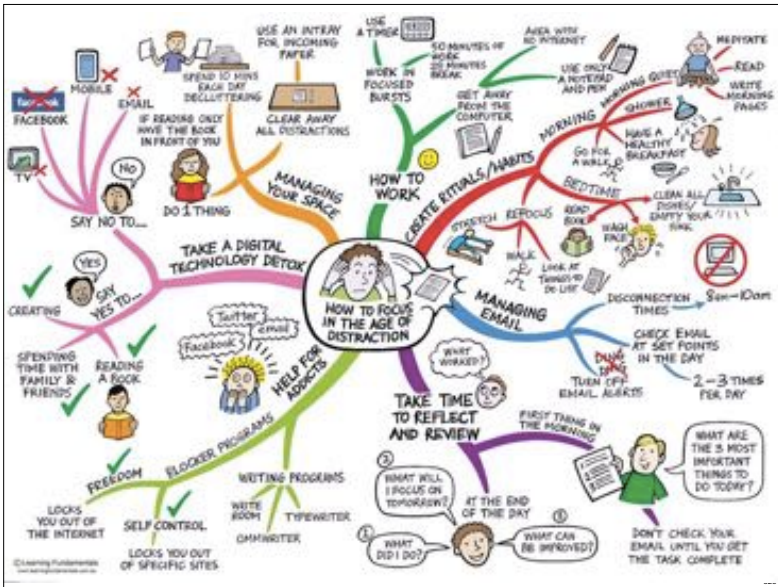 HOW TO FOCUS
IN THE AGE OF
DISTRACTION
MANAGING
YOUR SPACE
SPEND 10 MINS
EACH DAY
DECLUTTERING
USE AN INTRAY
FOR INCOMING
PAPER
CLEAR AWAY
ALL DISTRACTIONS
IF READING ONLY
HAVE THE BOOK
IN FRONT OF YOU
DO 1 THING
HOW TO
WORK
WORK IN
FOCUSED
BURSTS
USE
A TIMER
50 MINUTES OF
WORK
MINUTES
BREAK
GET AWAY
FROM THE
COMPUTER
AREA WITH
NO INTERNET
USE ONLY
A NOTEPAD
AND PEN
CREATE RITUALS/HABITS
MORNING
MORNING QUIET
MEDITATE
READ
WRITE
MORNING
PAGES
SHOWER
HAVE A
HEALTHY
BREAKFAST
GO FOR
A WALK
BEDTIME
CLEAN ALL
DISHES/
EMPTY YOUR
SINK
READ
BOOK
WASH
FACE
REFOCUS
STRETCH
WALK
LOOK AT
THINGS TO
DO LIST
MANAGING
EMAIL
DISCONNECTION
TIMES
8am-10am
CHECK EMAIL
AT SET POINTS
IN THE DAY
2-3 TIMES
PER DAY
DING
DING
TURN OFF
EMAIL ALERTS
TAKE TIME
TO REFLECT
AND REVIEW
WHAT
WORKED?
FIRST THING IN
THE MORNING
WHAT ARE
THE 3 MOST
IMPORTANT
THINGS TO
DO TODAY?
DON'T CHECK YOUR
EMAIL UNTIL YOU GET
THE TASK COMPLETE
AT THE END
OF THE DAY
1
WHAT
DID I DO?
2
WHAT WILL
I FOCUS ON
TOMORROW?
3
WHAT CAN
BE IMPROVED?
HELP FOR
ADDICTS
Twitter
email
Facebook
BLOCKER PROGRAMS
FREEDOM
LOCKS
YOU OUT OF
THE INTERNET
SELF CONTROL
LOCKS YOU OUT
OF SPECIFIC SITES
WRITING PROGRAMS
WRITE
ROOM
OMMWRITER
TYPEWRITER
TAKE A DIGITAL
TECHNOLOGY DETOX
SAY NO TO...
NO
TV
facebook
FACEBOOK
MOBILE
EMAIL
SAY
YES TO...
YES
CREATING
SPENDING
TIME WITH
FAMILY &
FRIENDS
READING
A BOOK
© Learning Fundamentals
www.learningfundamentals.com.au